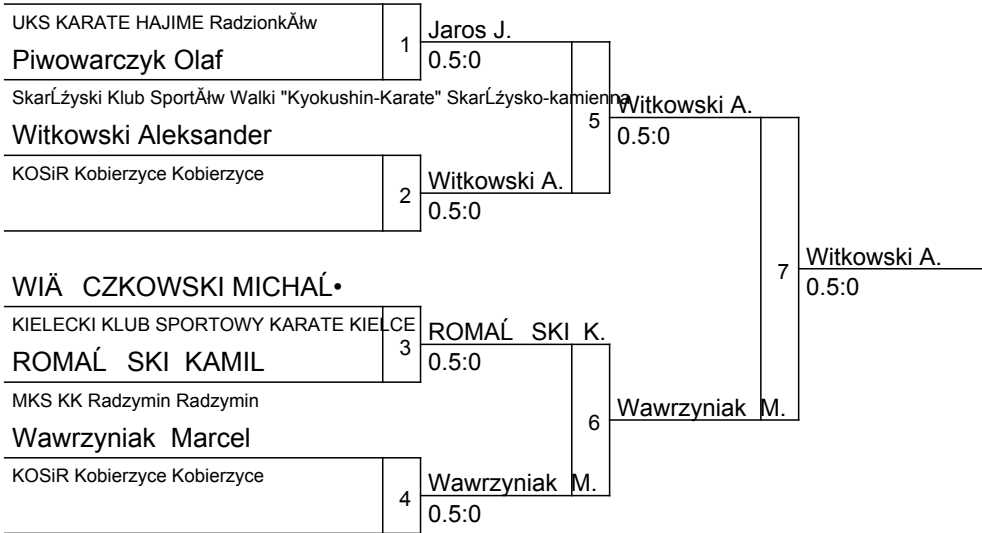 UKS KARATE HAJIME RadzionkĂłw
1
Jaros J.
Piwowarczyk Olaf
0.5:0
SkarĹźyski Klub SportĂłw Walki "Kyokushin-Karate" SkarĹźysko-kamienna
5
Witkowski A.
0.5:0
Witkowski Aleksander
KOSiR Kobierzyce Kobierzyce
2
Witkowski A.
0.5:0
7
Witkowski A.
0.5:0
WIÄ CZKOWSKI MICHAĹ•
KIELECKI KLUB SPORTOWY KARATE KIELCE
3
ROMAĹ SKI K.
0.5:0
ROMAĹ SKI KAMIL
MKS KK Radzymin Radzymin
6
Wawrzyniak M.
Wawrzyniak Marcel
KOSiR Kobierzyce Kobierzyce
4
Wawrzyniak M.
0.5:0